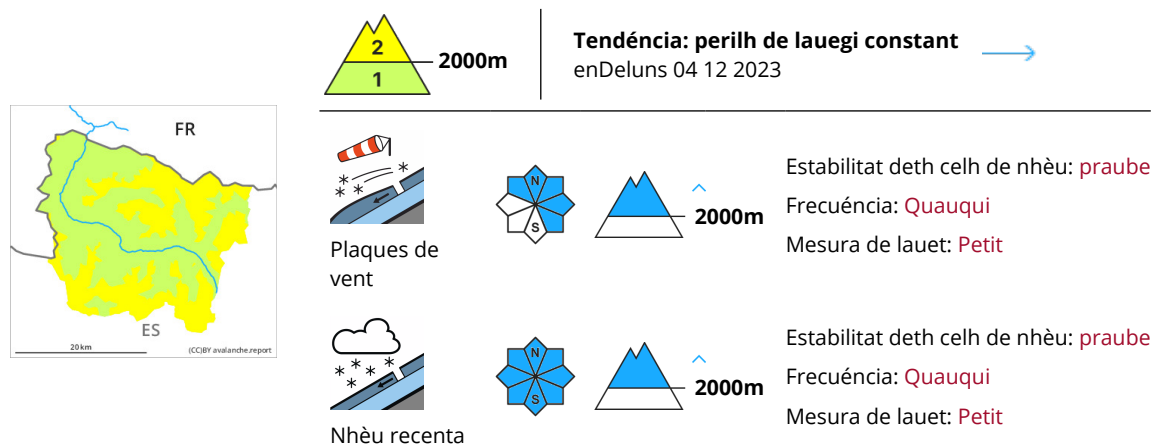 2
1
2000m
Tendéncia: perilh de lauegi constant
enDeluns 04 12 2023
FR
ES
20 km
(CC)BY avalanche.report
Plaques de
vent
N
S
2000m
Estabilitat deth celh de nhèu: praube
Frecuéncia: Quauqui
Mesura de lauet: Petit
Nhèu recenta
N
S
2000m
Estabilitat deth celh de nhèu: praube
Frecuéncia: Quauqui
Mesura de lauet: Petit